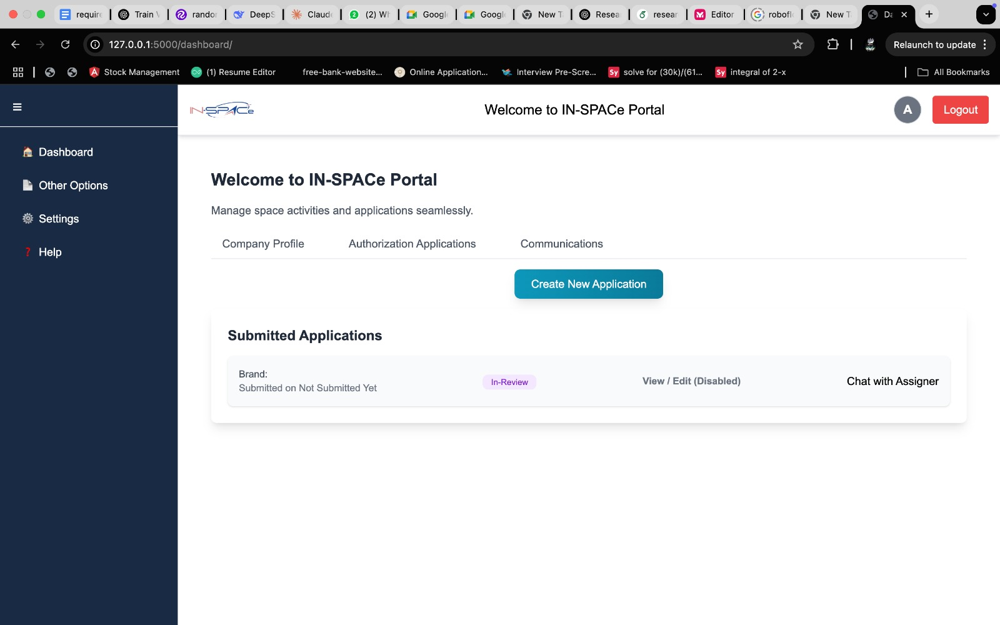 require
Train V
randor
DeepS
Claude
(2) Wh
Google
Google
New T
Resea
resear
Editor
robofl
New T
Da
127.0.0.1:5000/dashboard/
Relaunch to update
Stock Management
(1) Resume Editor
free-bank-website...
Online Application...
Interview Pre-Scre...
Sy solve for (30k)/(61...
Sy integral of 2-x
All Bookmarks
IN-SPACe
Welcome to IN-SPACe Portal
A
Logout
Dashboard
Other Options
Settings
Help
Welcome to IN-SPACe Portal
Manage space activities and applications seamlessly.
Company Profile
Authorization Applications
Communications
Create New Application
Submitted Applications
Brand:
Submitted on Not Submitted Yet
In-Review
View / Edit (Disabled)
Chat with Assigner